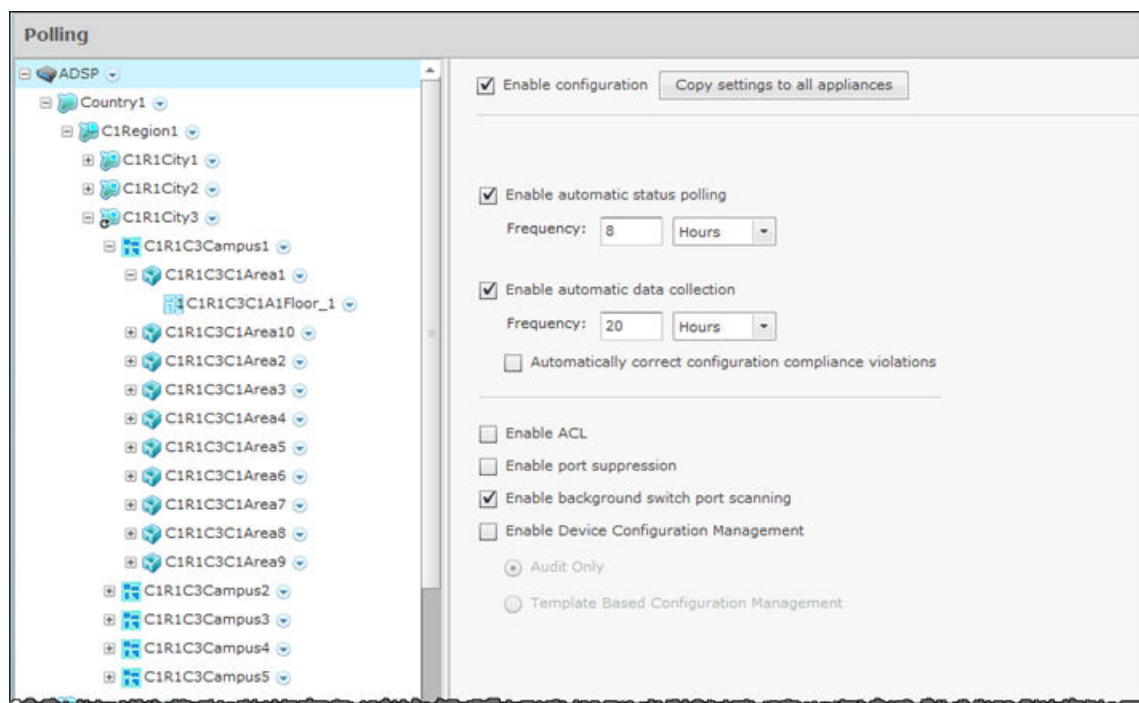 Polling
ADSP
Country1
C1Region1
C1R1City1
C1R1City2
C1R1City3
C1R1C3Campus1
C1R1C3C1Area1
C1R1C3C1A1Floor_1
C1R1C3C1Area10
C1R1C3C1Area2
C1R1C3C1Area3
C1R1C3C1Area4
C1R1C3C1Area5
C1R1C3C1Area6
C1R1C3C1Area7
C1R1C3C1Area8
C1R1C3C1Area9
C1R1C3Campus2
C1R1C3Campus3
C1R1C3Campus4
C1R1C3Campus5
Enable configuration Copy settings to all appliances
Enable automatic status polling
Frequency: 8 Hours
Enable automatic data collection
Frequency: 20 Hours
Automatically correct configuration compliance violations
Enable ACL
Enable port suppression
Enable background switch port scanning
Enable Device Configuration Management
Audit Only
Template Based Configuration Management